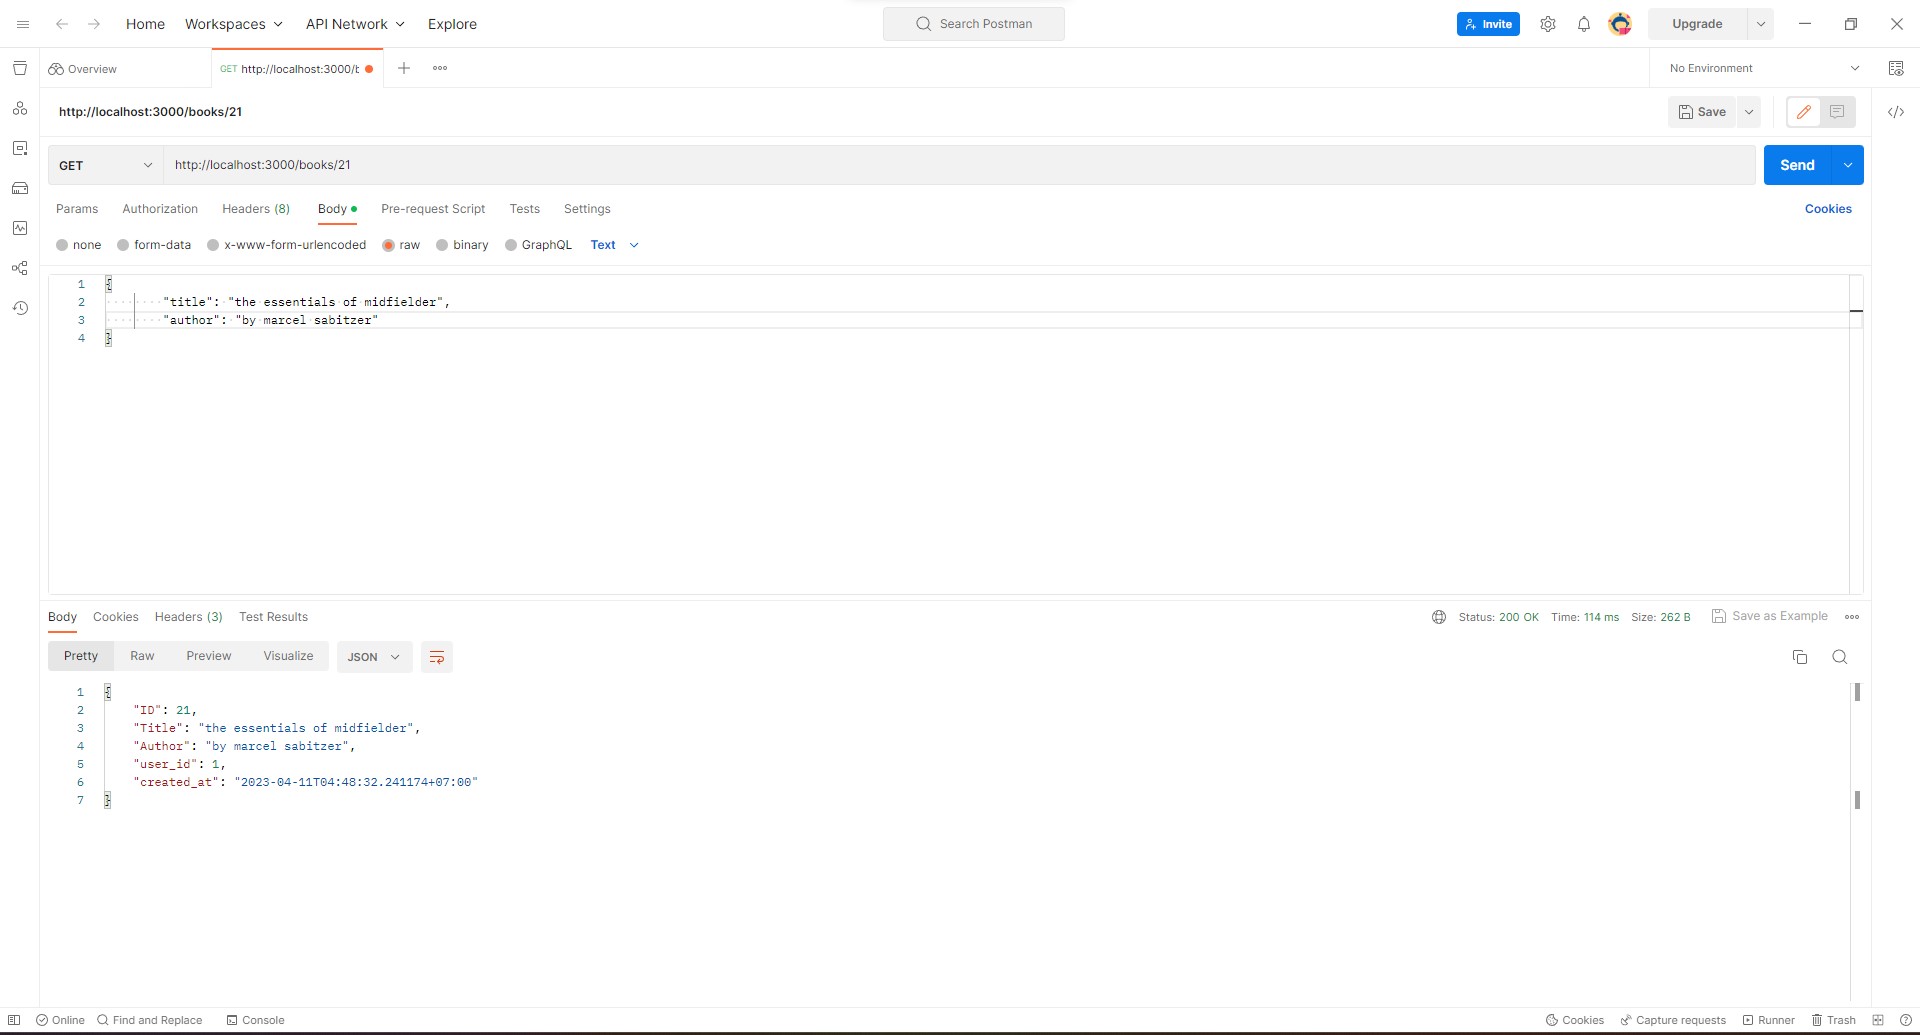 Home Workspaces API Network Explore Search Postman Invite Upgrade
Overview GET http://localhost:3000/t No Environment
http://localhost:3000/books/21 Save
GET http://localhost:3000/books/21 Send
Params Authorization Headers (8) Body Pre-request Script Tests Settings Cookies
none form-data x-www-form-urlencoded raw binary GraphQL Text
1 {
2 "title": "the essentials of midfielder",
3 "author": "by marcel sabitzer"
4 }
Body Cookies Headers (3) Test Results Status: 200 OK Time: 114 ms Size: 262 B Save as Example
Pretty Raw Preview Visualize JSON
1 {
2 "ID": 21,
3 "Title": "the essentials of midfielder",
4 "Author": "by marcel sabitzer",
5 "user_id": 1,
6 "created_at": "2023-04-11T04:48:32.241174+07:00"
7 }
Online Find and Replace Console Cookies Capture requests Runner Trash